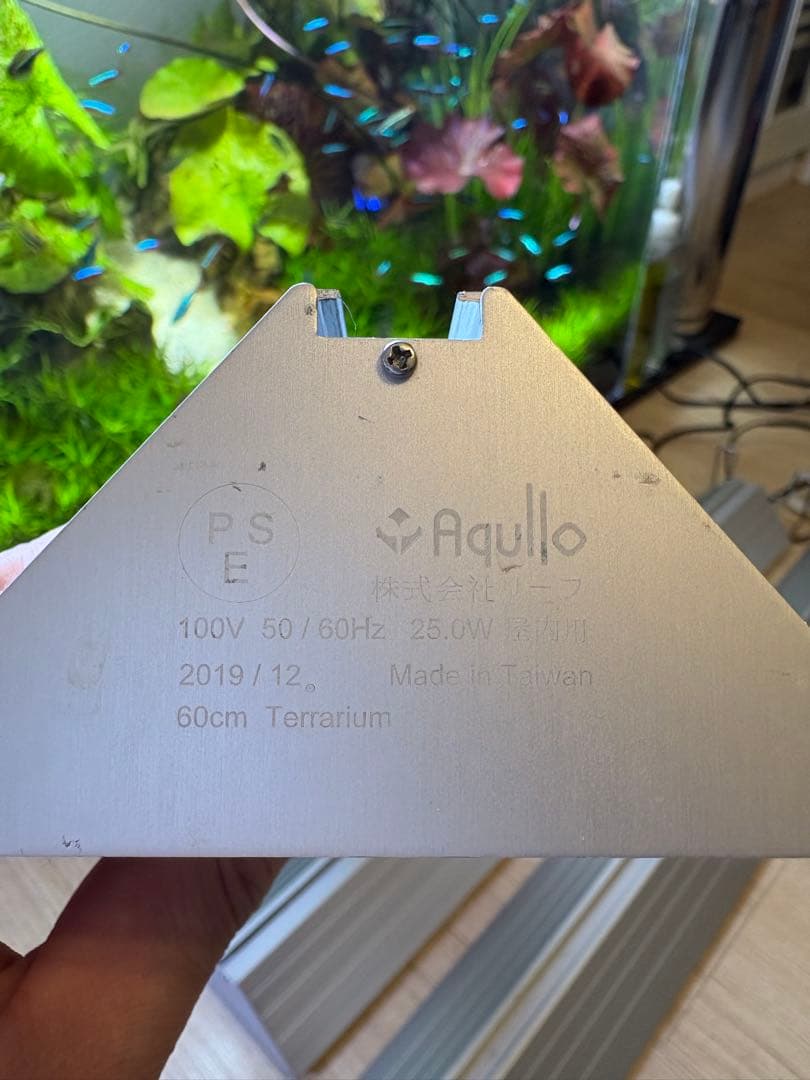 PS
E
Aqullo
株式会社リーフ
100V 50 / 60Hz 25.0W 屋内用
2019 / 12。 Made in Taiwan
60cm Terrarium